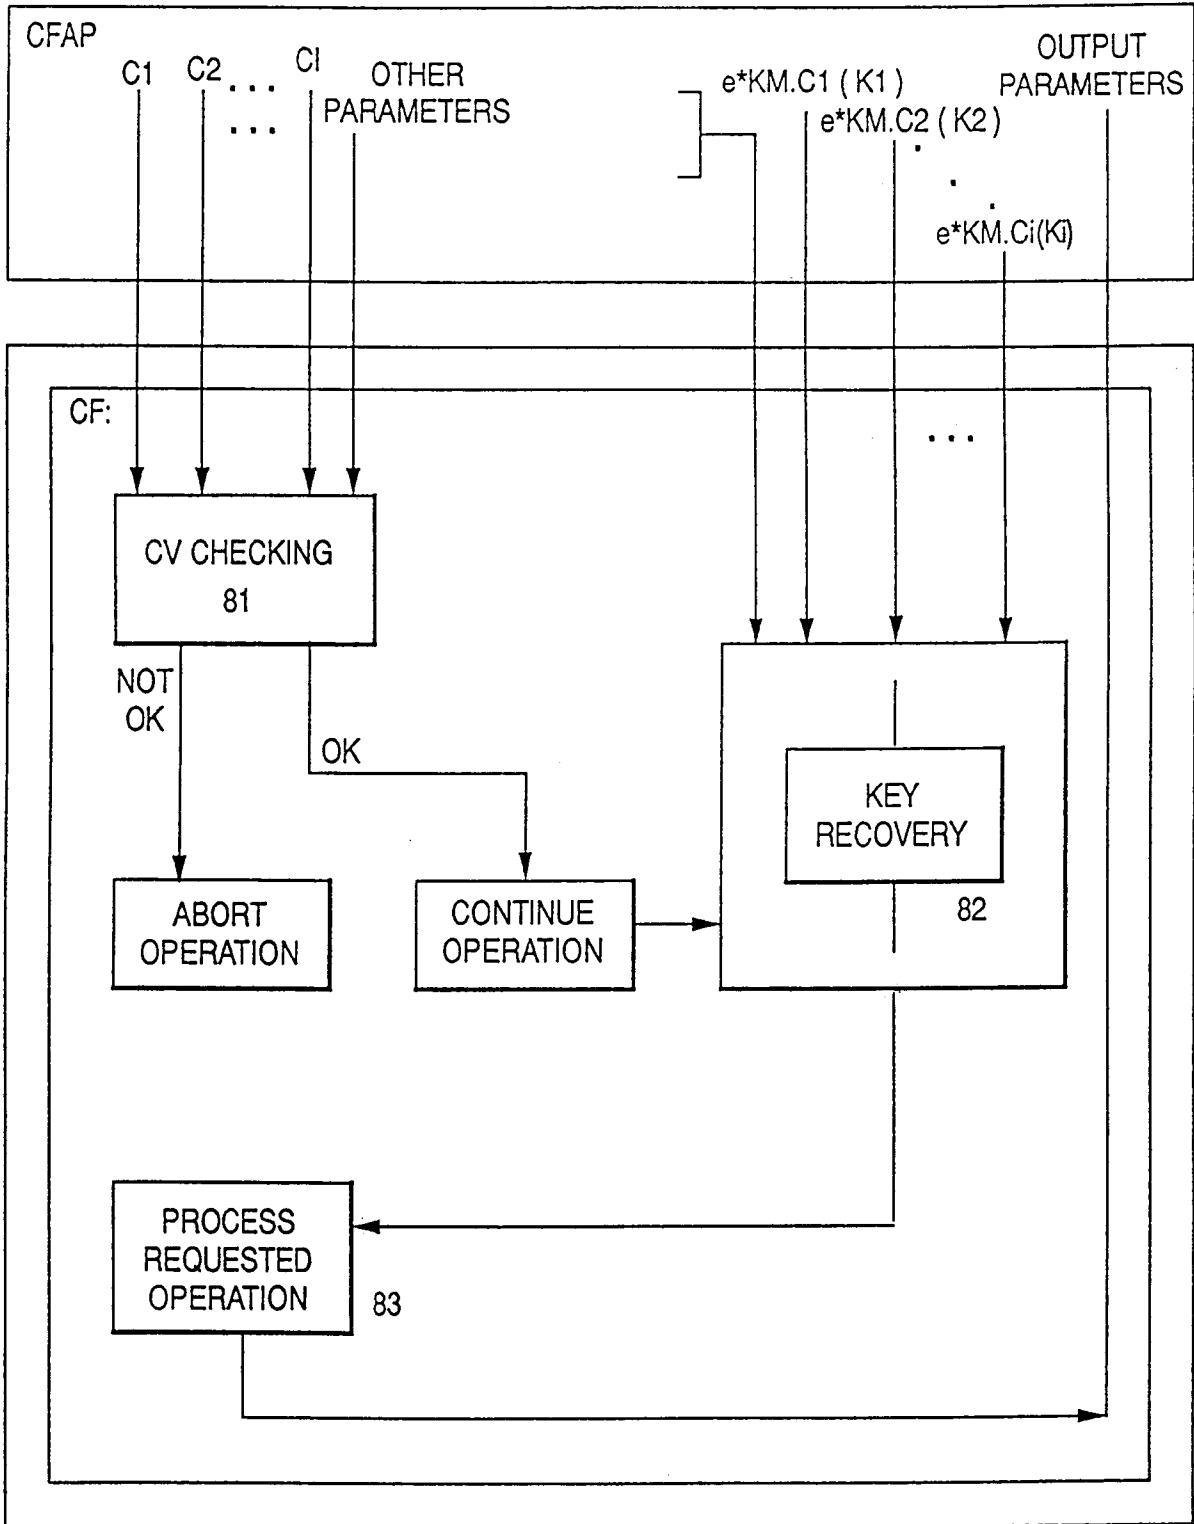 CFAP
C1 C2 ... CI
...
OTHER
PARAMETERS
e*KM.C1 ( K1 )
e*KM.C2 ( K2 )
. . .
e*KM.Ci(Ki)
OUTPUT
PARAMETERS
CF:
...
CV CHECKING
81
NOT
OK
OK
KEY
RECOVERY
82
ABORT
OPERATION
CONTINUE
OPERATION
PROCESS
REQUESTED
OPERATION
83